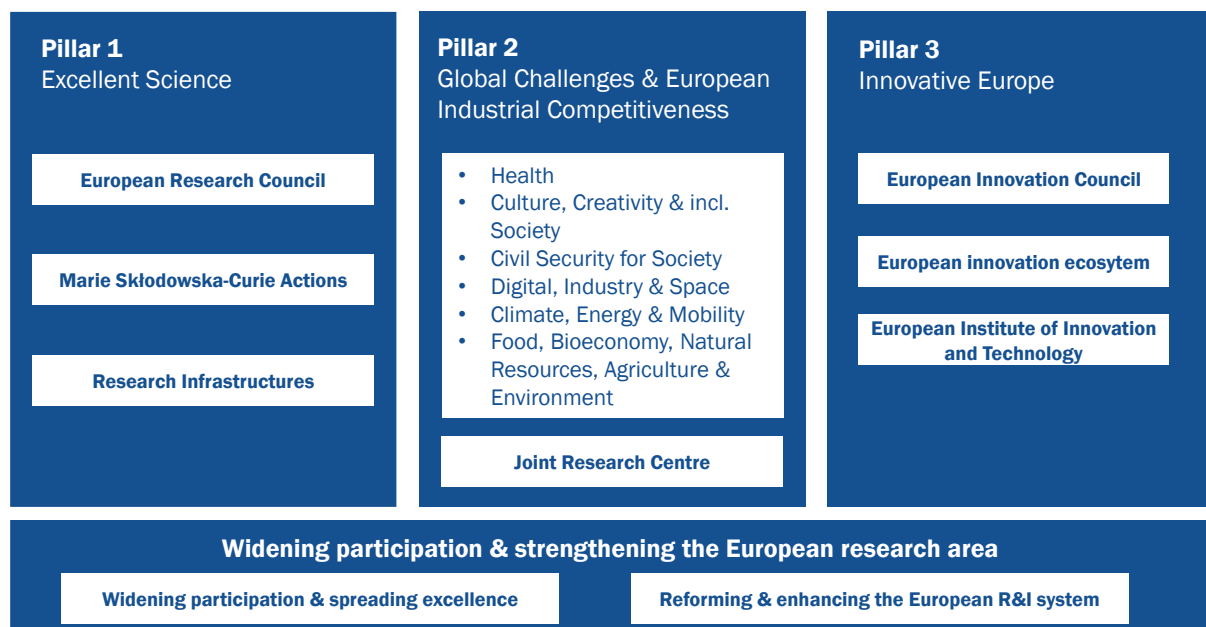 Pillar 1
Excellent Science
European Research Council
Marie Skłodowska-Curie Actions
Research Infrastructures
Pillar 2
Global Challenges & European
Industrial Competitiveness
• Health
• Culture, Creativity & incl.
Society
• Civil Security for Society
• Digital, Industry & Space
• Climate, Energy & Mobility
• Food, Bioeconomy, Natural
Resources, Agriculture &
Environment
Joint Research Centre
Pillar 3
Innovative Europe
European Innovation Council
European innovation ecosytem
European Institute of Innovation
and Technology
Widening participation & strengthening the European research area
Widening participation & spreading excellence
Reforming & enhancing the European R&I system